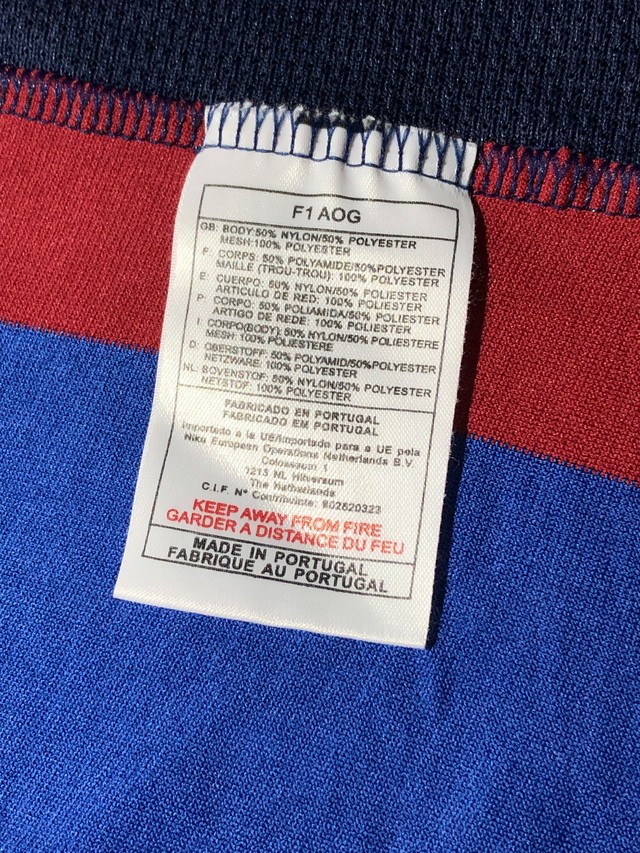 F1 AOG
GB: BODY:50% NYLON/50% POLYESTER
MESH:100% POLYESTER
F: CORPS: 50% POLYAMIDE/50%POLYESTER
MAILLE (TROU-TROU): 100% POLYESTER
E: CUERPO: 50% NYLON/50% POLIESTER
ARTICULO DE RED: 100% POLIESTER
P: CORPO: 50% POLIAMIDA/50% POLIESTER
ARTIGO DE REDE: 100% POLIESTER
I: CORPO(BODY): 50% NYLON/50% POLIESTERE
MESH: 100% POLIESTERE
D: OBERSTOFF: 50% POLYAMID/50%POLYESTER
NETZWARE: 100% POLYESTER
NL: BOVENSTOF: 50% NYLON/50% POLYESTER
NETSTOF: 100% POLYESTER
FABRICADO EN PORTUGAL
FABRICADO EM PORTUGAL
Importado a la UE/Importado para a UE pela
Nike European Operations Netherlands B.V.
Colosseum 1
1213 NL Hilversum
The Netherlands
C.I.F. Nº Contribuinte: 802620323
KEEP AWAY FROM FIRE
GARDER A DISTANCE DU FEU
MADE IN PORTUGAL
FABRIQUE AU PORTUGAL